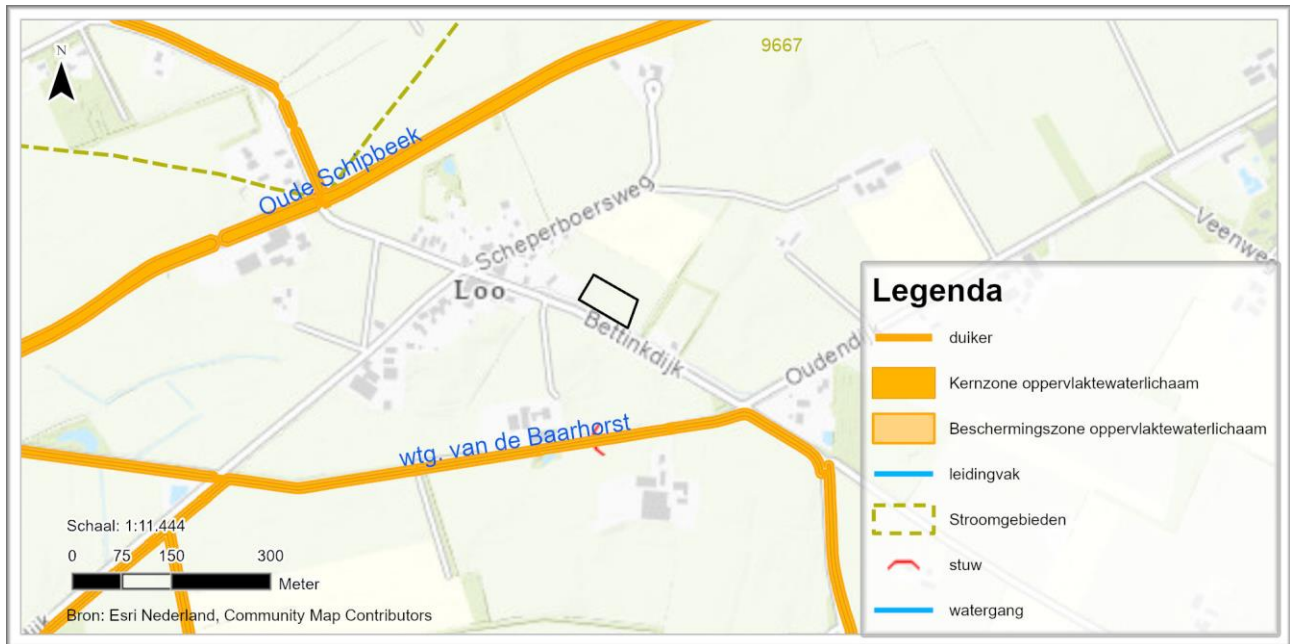 N
9667
Oude Schipbeek
Scheperboersweg
Veenweg
Loo
Bettinkdijk
wtg. van de Baarhorst
Legenda
duiker
Kernzone oppervlaktewaterlichaam
Beschermingszone oppervlaktewaterlichaam
leidingvak
Stroomgebieden
stuw
watergang
Schaal: 1:11.444
0 75 150 300
Meter
Bron: Esri Nederland, Community Map Contributors